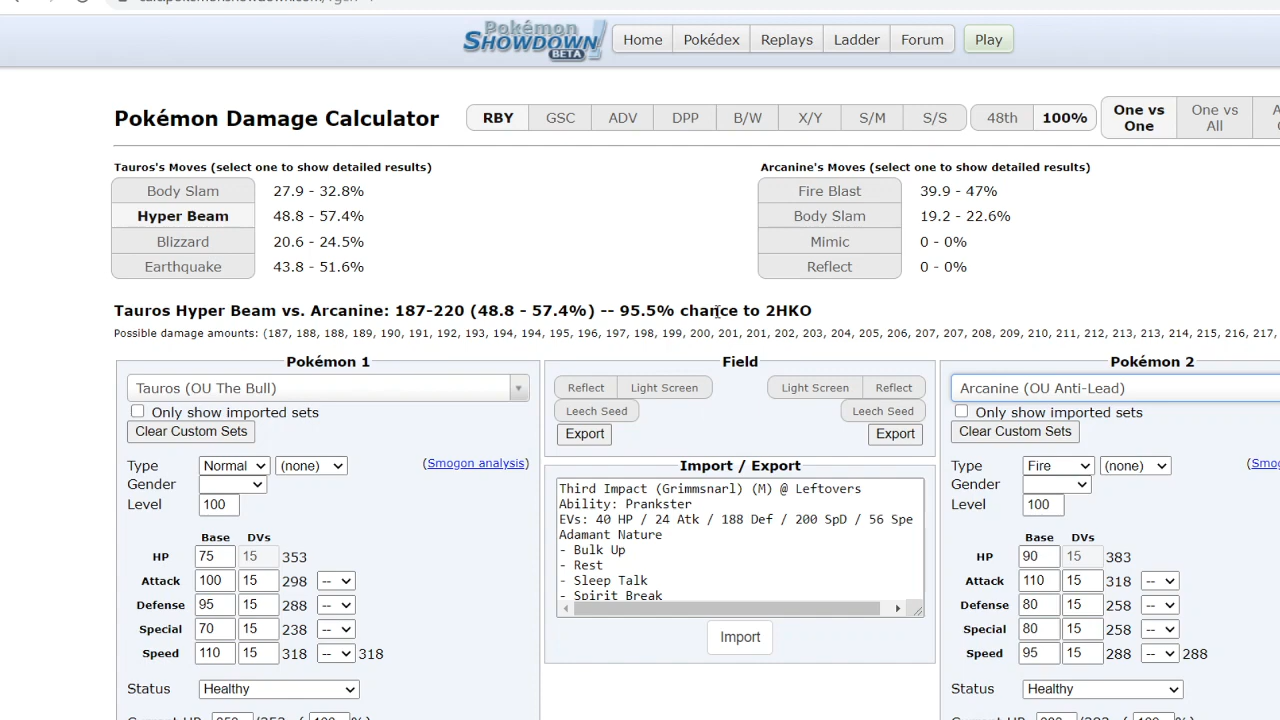 Pokémon
SHOWDOWN!
BETA
Home Pokédex Replays Ladder Forum Play
Pokémon Damage Calculator RBY GSC ADV DPP B/W X/Y S/M S/S 48th 100% One vs One One vs All
Tauros's Moves (select one to show detailed results)
Body Slam 27.9 - 32.8%
Hyper Beam 48.8 - 57.4%
Blizzard 20.6 - 24.5%
Earthquake 43.8 - 51.6%
Arcanine's Moves (select one to show detailed results)
Fire Blast 39.9 - 47%
Body Slam 19.2 - 22.6%
Mimic 0 - 0%
Reflect 0 - 0%
Tauros Hyper Beam vs. Arcanine: 187-220 (48.8 - 57.4%) -- 95.5% chance to 2HKO
Possible damage amounts: (187, 188, 188, 189, 190, 191, 192, 193, 194, 194, 195, 196, 197, 198, 199, 200, 201, 201, 202, 203, 204, 205, 206, 207, 207, 208, 209, 210, 211, 212, 213, 214, 215, 216, 217,
Pokémon 1
Tauros (OU The Bull)
Only show imported sets
Clear Custom Sets
Type Normal (none) (Smogon analysis)
Gender
Level 100
Base DVs
HP 75 15 353
Attack 100 15 298 --
Defense 95 15 288 --
Special 70 15 238 --
Speed 110 15 318 -- 318
Status Healthy
Field
Reflect Light Screen Light Screen Reflect
Leech Seed Leech Seed
Export Export
Import / Export
Third Impact (Grimmsnarl) (M) @ Leftovers
Ability: Prankster
EVs: 40 HP / 24 Atk / 188 Def / 200 SpD / 56 Spe
Adamant Nature
- Bulk Up
- Rest
- Sleep Talk
- Spirit Break
Import
Pokémon 2
Arcanine (OU Anti-Lead)
Only show imported sets
Clear Custom Sets
Type Fire (none) (Smog
Gender
Level 100
Base DVs
HP 90 15 383
Attack 110 15 318 --
Defense 80 15 258 --
Special 80 15 258 --
Speed 95 15 288 -- 288
Status Healthy